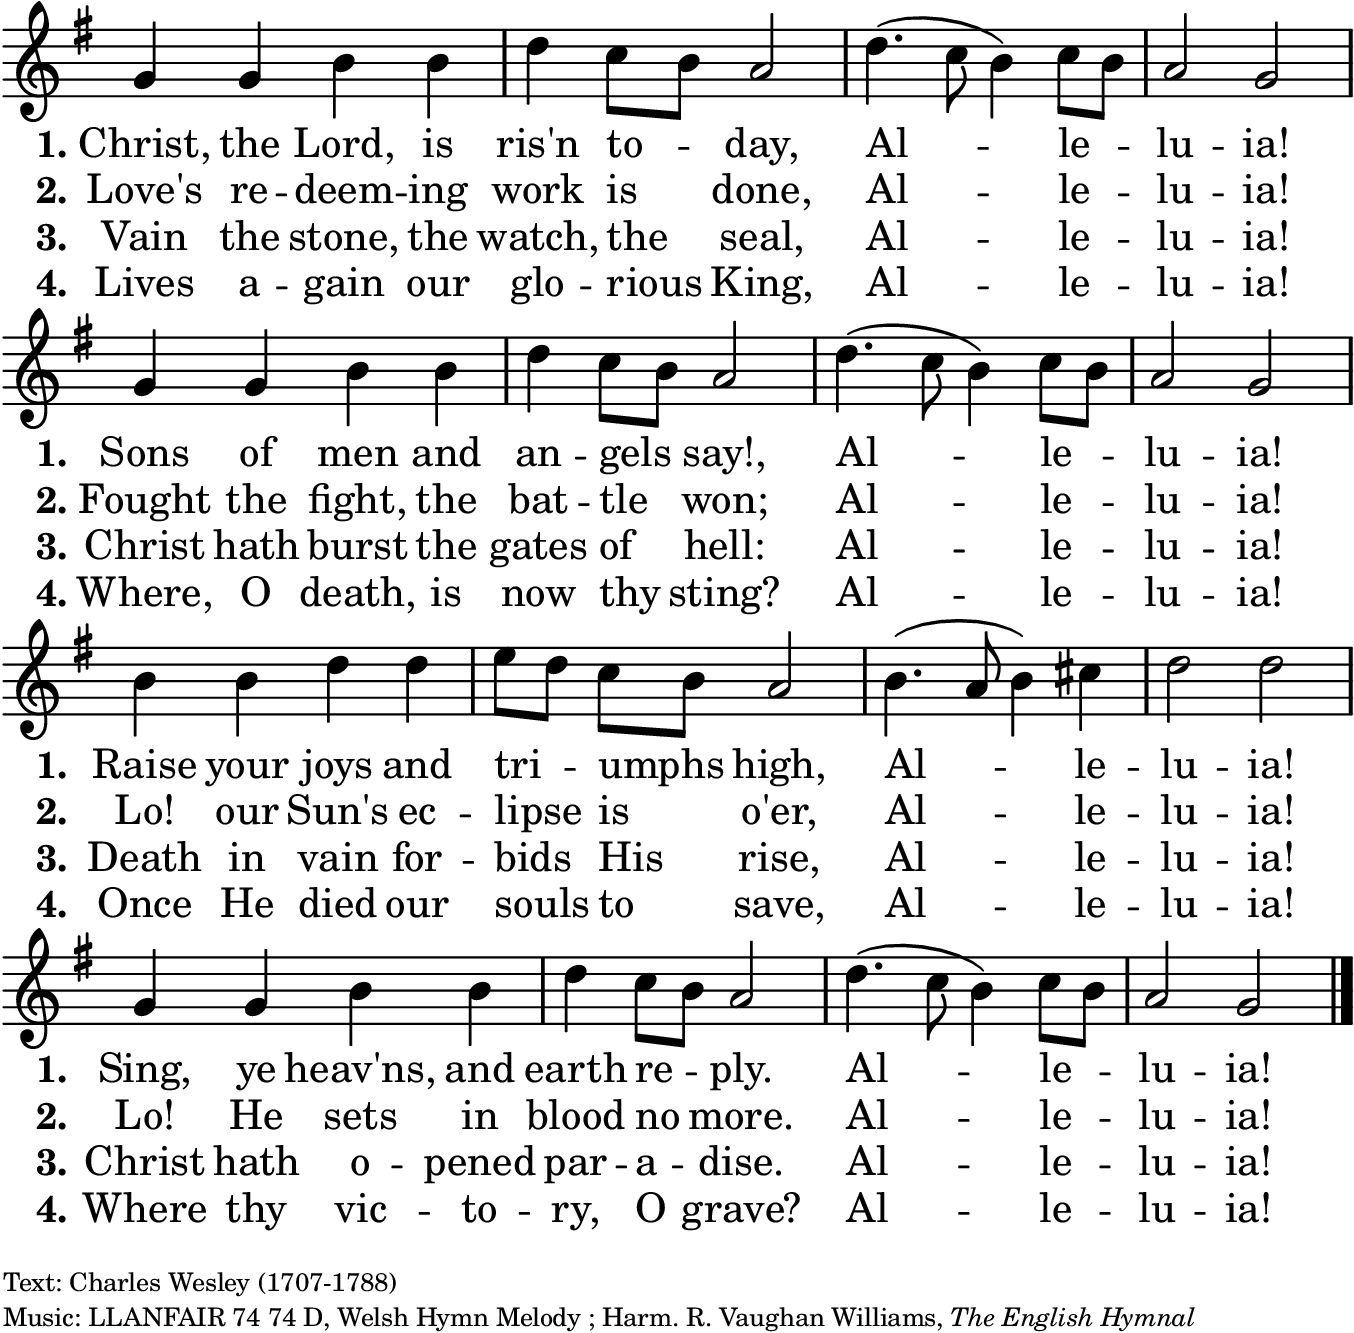 1. Christ, the Lord, is ris'n to - day, Al - le - lu - ia!
2. Love's re - deem - ing work is done, Al - le - lu - ia!
3. Vain the stone, the watch, the seal, Al - le - lu - ia!
4. Lives a - gain our glo - rious King, Al - le - lu - ia!
1. Sons of men and an - gels say!, Al - le - lu - ia!
2. Fought the fight, the bat - tle won; Al - le - lu - ia!
3. Christ hath burst the gates of hell: Al - le - lu - ia!
4. Where, O death, is now thy sting? Al - le - lu - ia!
1. Raise your joys and tri - umphs high, Al - le - lu - ia!
2. Lo! our Sun's ec - lipse is o'er, Al - le - lu - ia!
3. Death in vain for - bids His rise, Al - le - lu - ia!
4. Once He died our souls to save, Al - le - lu - ia!
1. Sing, ye heav'ns, and earth re - ply. Al - le - lu - ia!
2. Lo! He sets in blood no more. Al - le - lu - ia!
3. Christ hath o - pened par - a - dise. Al - le - lu - ia!
4. Where thy vic - to - ry, O grave? Al - le - lu - ia!
Text: Charles Wesley (1707-1788)
Music: LLANFAIR 74 74 D, Welsh Hymn Melody ; Harm. R. Vaughan Williams, The English Hymnal